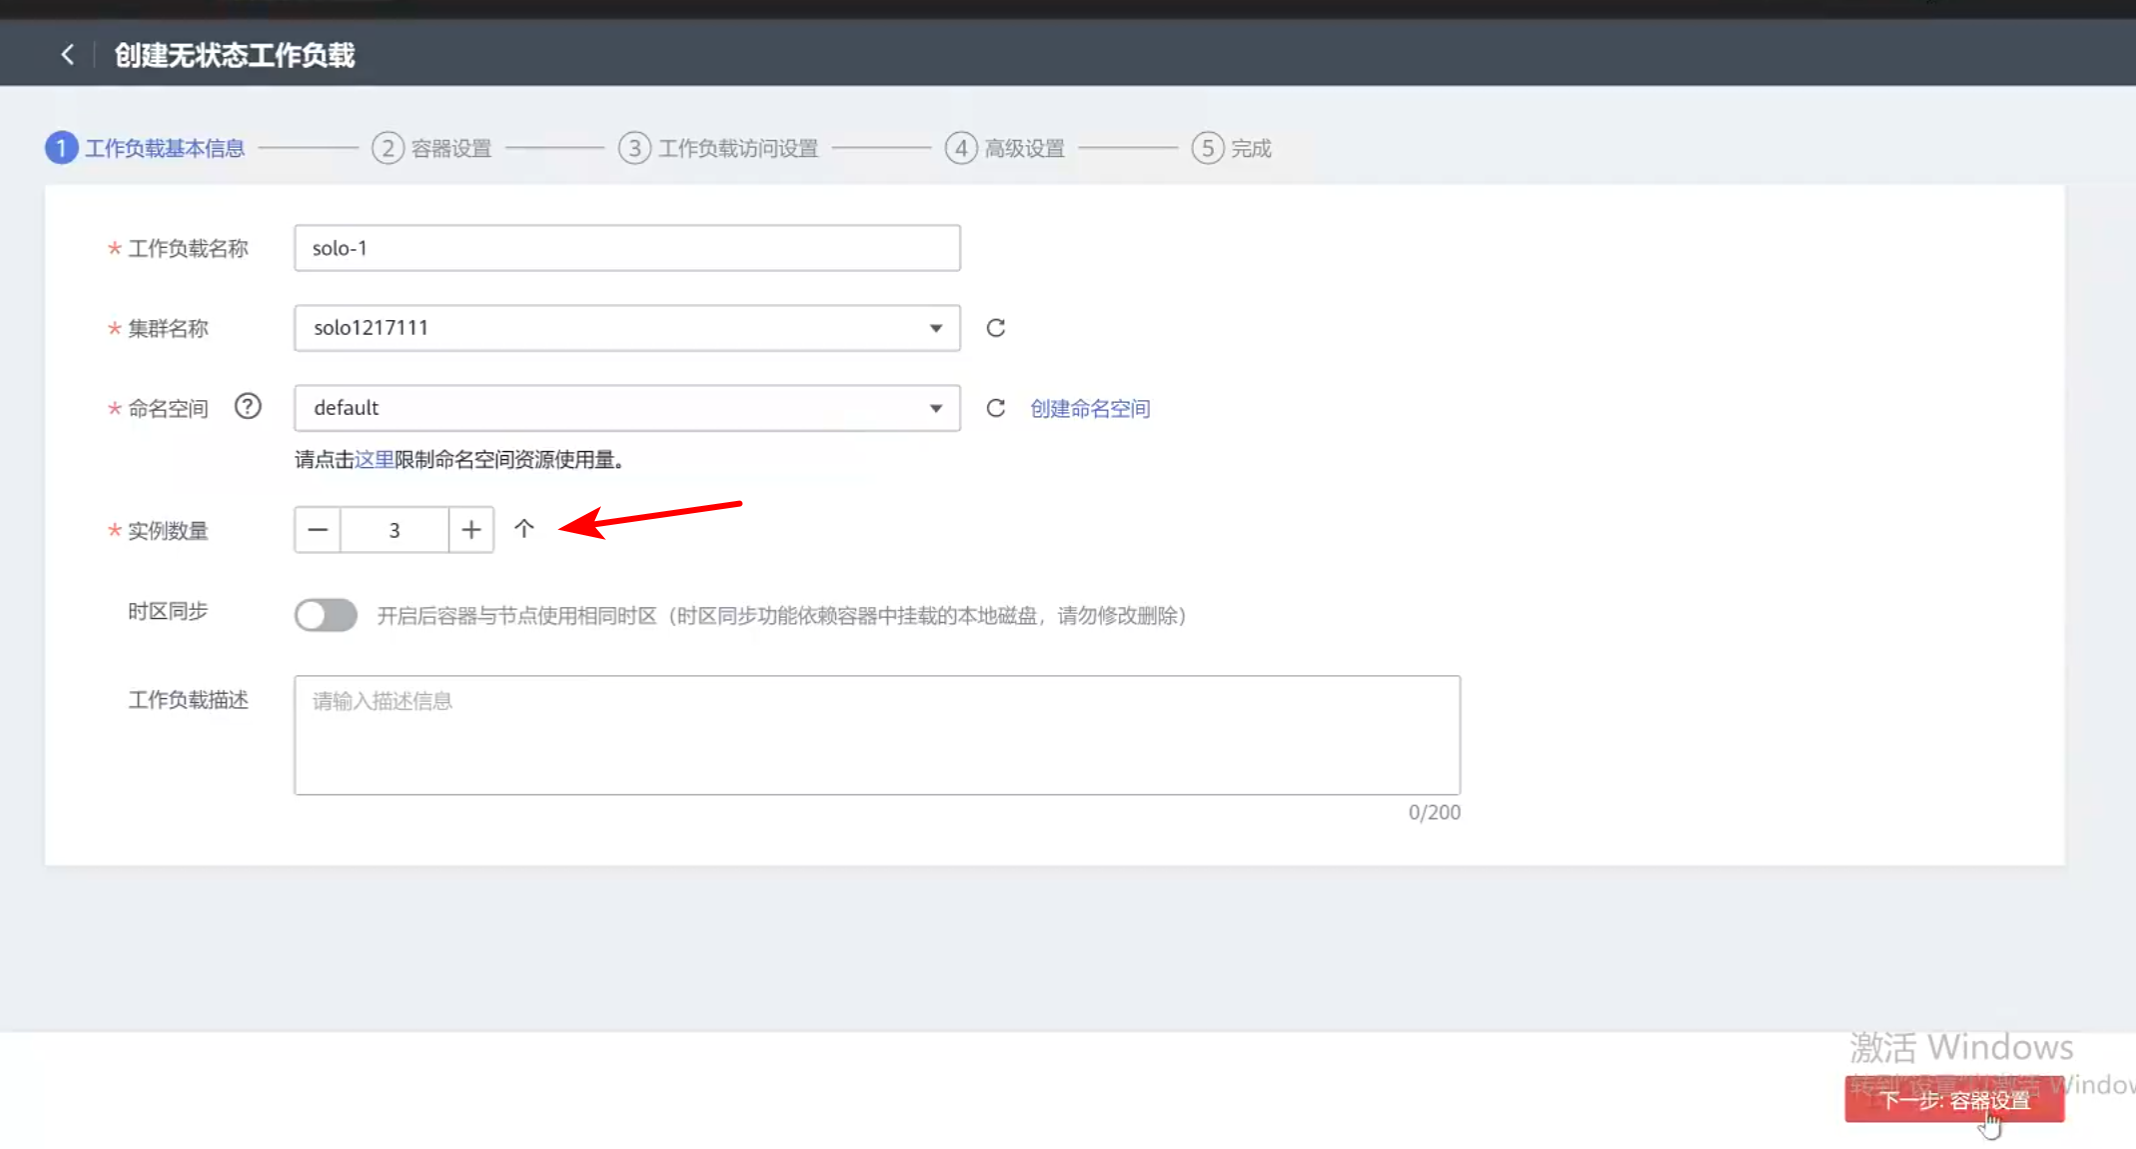 创建无状态工作负载
1 工作负载基本信息 2 容器设置 3 工作负载访问设置 4 高级设置 5 完成
* 工作负载名称 solo-1
* 集群名称 solo1217111
* 命名空间 ? default 创建命名空间
请点击这里限制命名空间资源使用量。
* 实例数量 — 3 + 个
时区同步 开启后容器与节点使用相同时区（时区同步功能依赖容器中挂载的本地磁盘，请勿修改删除）
工作负载描述 请输入描述信息
0/200
激活 Windows
转到"设置"以激活 Window
下一步: 容器设置